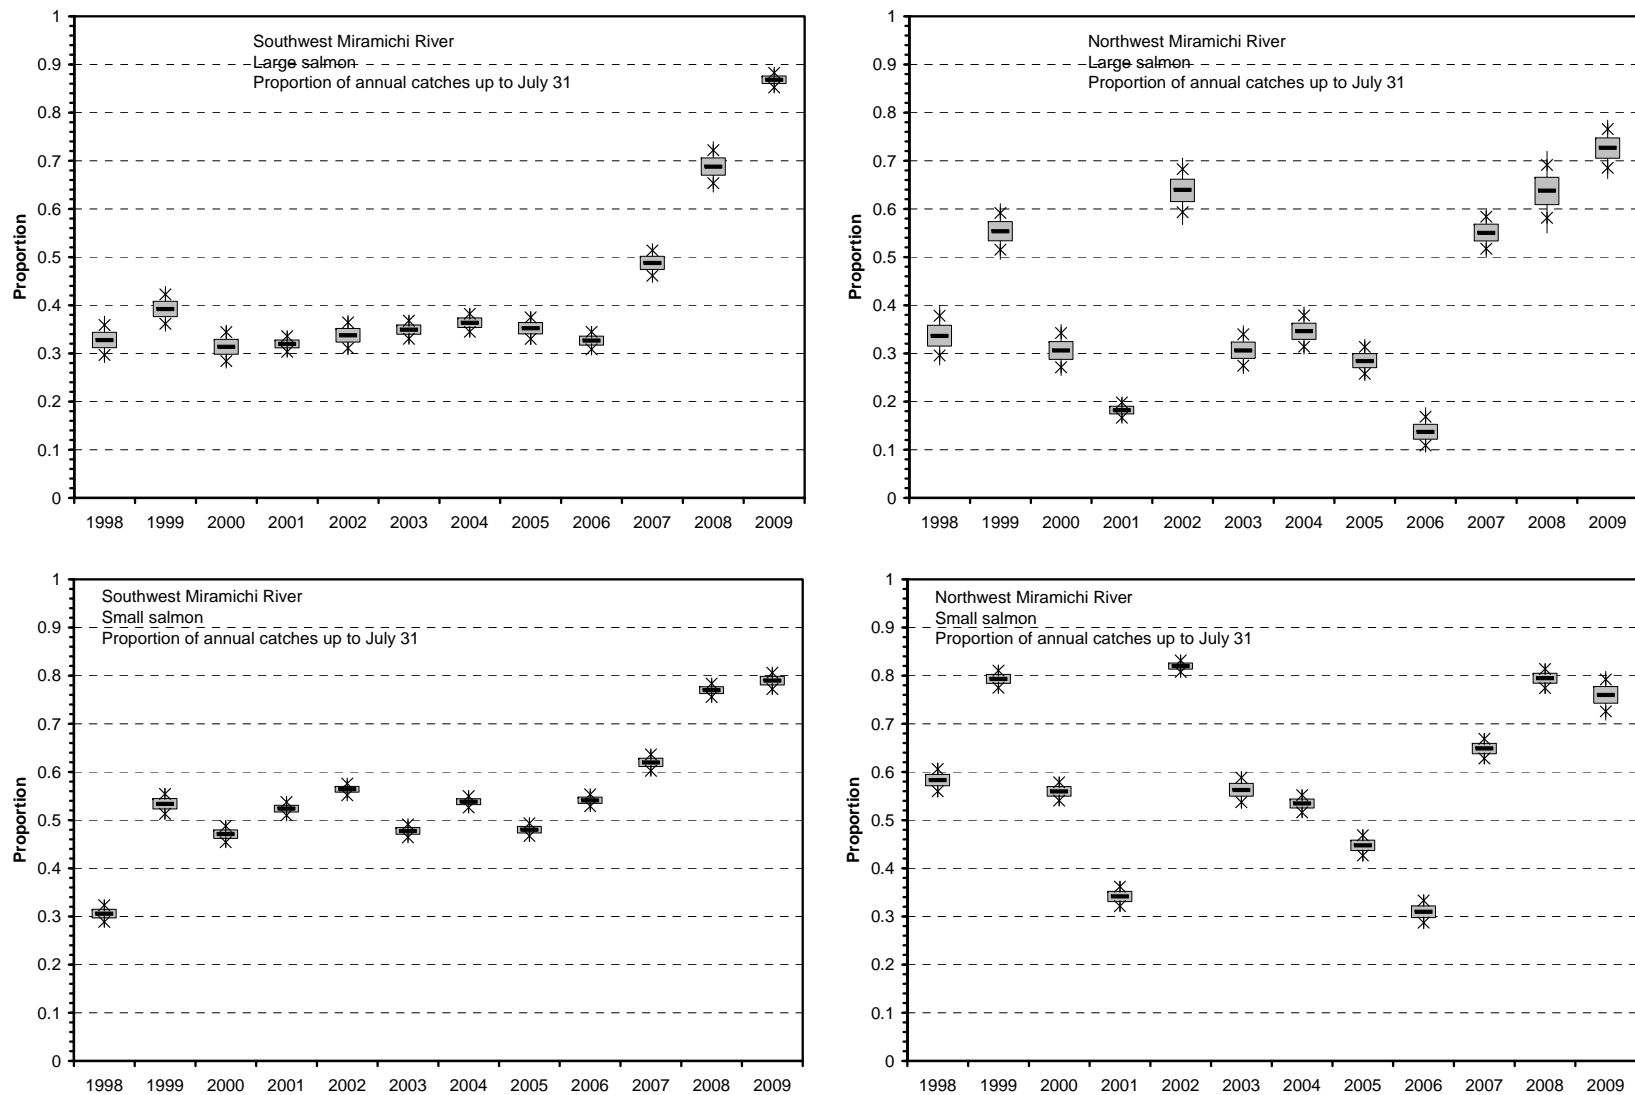 Southwest Miramichi River
Large salmon
Proportion of annual catches up to July 31
Proportion
1
0.9
0.8
0.7
0.6
0.5
0.4
0.3
0.2
0.1
0
1998 1999 2000 2001 2002 2003 2004 2005 2006 2007 2008 2009
Northwest Miramichi River
Large salmon
Proportion of annual catches up to July 31
Proportion
1
0.9
0.8
0.7
0.6
0.5
0.4
0.3
0.2
0.1
0
1998 1999 2000 2001 2002 2003 2004 2005 2006 2007 2008 2009
Southwest Miramichi River
Small salmon
Proportion of annual catches up to July 31
Proportion
1
0.9
0.8
0.7
0.6
0.5
0.4
0.3
0.2
0.1
0
1998 1999 2000 2001 2002 2003 2004 2005 2006 2007 2008 2009
Northwest Miramichi River
Small salmon
Proportion of annual catches up to July 31
Proportion
1
0.9
0.8
0.7
0.6
0.5
0.4
0.3
0.2
0.1
0
1998 1999 2000 2001 2002 2003 2004 2005 2006 2007 2008 2009